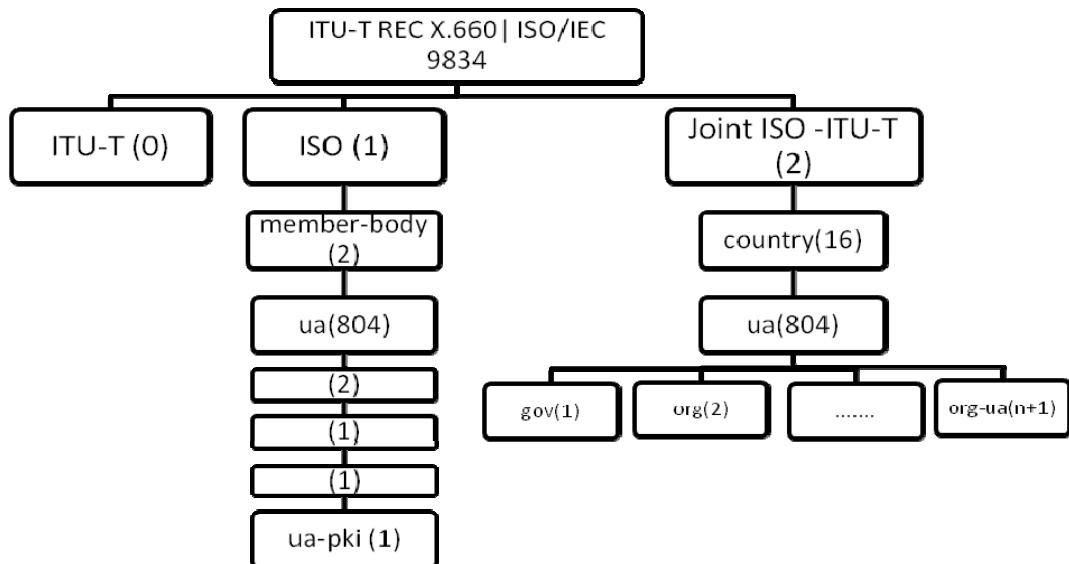 ITU-T REC X.660| ISO/IEC
9834
ITU-T (0)
ISO (1)
Joint ISO -ITU-T
(2)
member-body
(2)
country(16)
ua(804)
ua(804)
(2)
(1)
(1)
ua-pki (1)
gov(1)
org(2)
.......
org-ua(n+1)